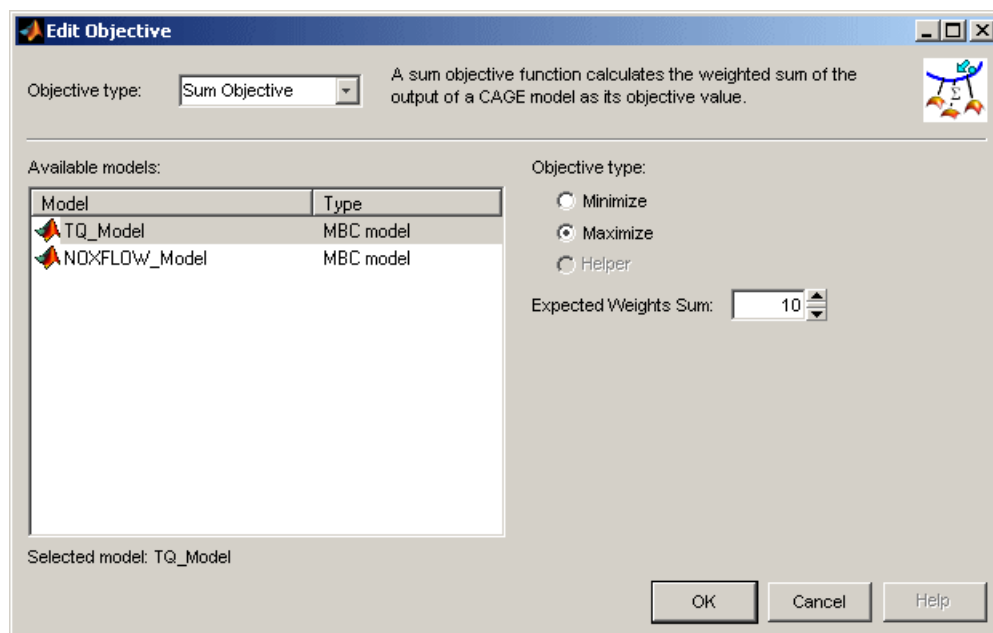 Edit Objective
Objective type: Sum Objective
A sum objective function calculates the weighted sum of the
output of a CAGE model as its objective value.
Available models:
Model Type
TQ_Model MBC model
NOXFLOW_Model MBC model
Selected model: TQ_Model
Objective type:
Minimize
Maximize
Helper
Expected Weights Sum: 10
OK Cancel Help